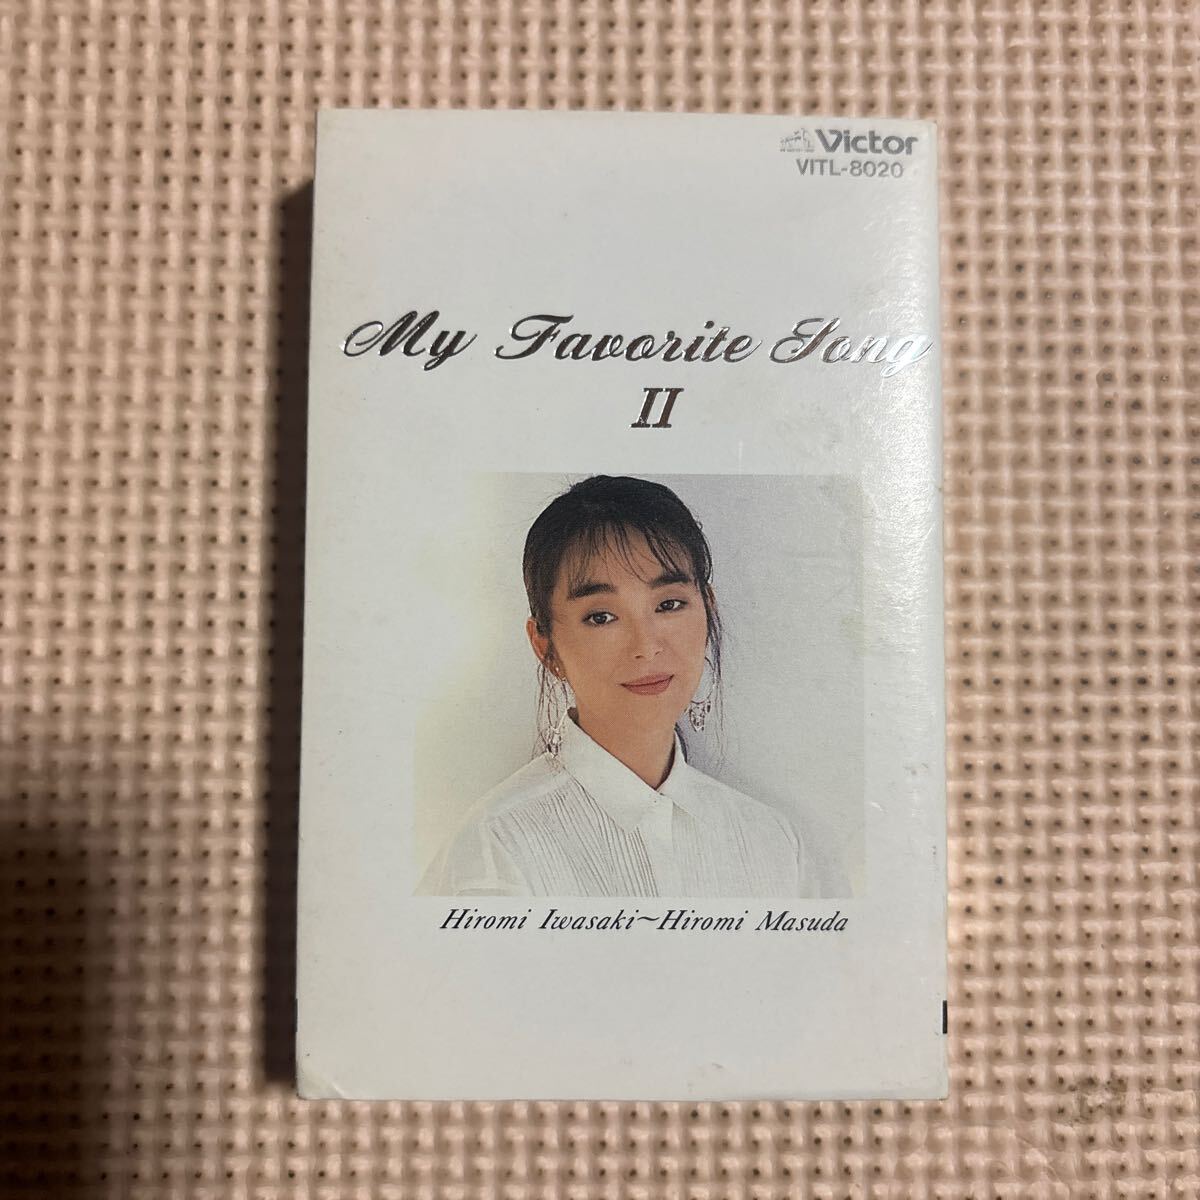 Victor
VITL-8020
My Favorite Song
II
Hiromi Iwasaki~Hiromi Masuda